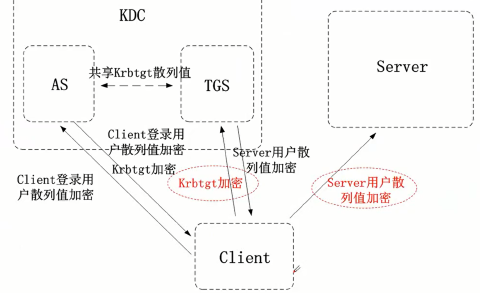 KDC
Server
共享Krbtgt散列值
AS
TGS
Client登录用
户散列值加密
Krbtgt加密
Server用户散
列值加密
Client登录用
户散列值加密
Krbtgt加密
Server用户散
列值加密
Client